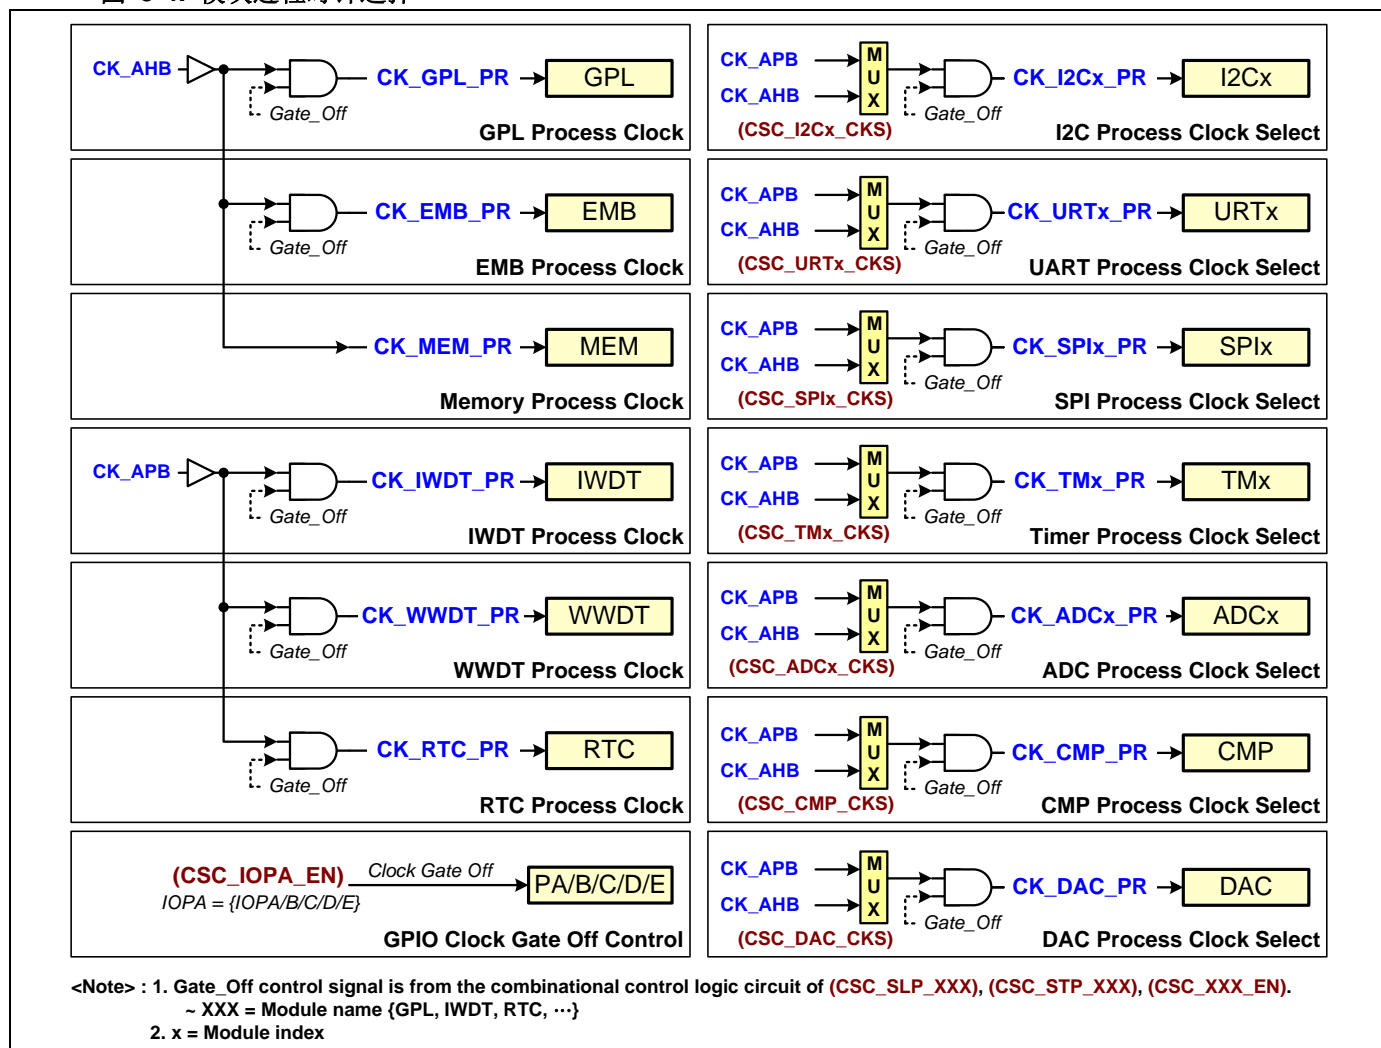 CK_AHB
CK_GPL_PR
GPL
Gate_Off
GPL Process Clock
CK_EMB_PR
EMB
Gate_Off
EMB Process Clock
CK_MEM_PR
MEM
Memory Process Clock
CK_APB
CK_IWDT_PR
IWDT
Gate_Off
IWDT Process Clock
CK_WWDT_PR
WWDT
Gate_Off
WWDT Process Clock
CK_RTC_PR
RTC
Gate_Off
RTC Process Clock
(CSC_IOPA_EN)
Clock Gate Off
PA/B/C/D/E
IOPA = {IOPA/B/C/D/E}
GPIO Clock Gate Off Control
CK_APB
CK_AHB
MUX
CK_I2Cx_PR
I2Cx
Gate_Off
(CSC_I2Cx_CKS)
I2C Process Clock Select
CK_APB
CK_AHB
MUX
CK_URTx_PR
URTx
Gate_Off
(CSC_URTx_CKS)
UART Process Clock Select
CK_APB
CK_AHB
MUX
CK_SPIx_PR
SPIx
Gate_Off
(CSC_SPIx_CKS)
SPI Process Clock Select
CK_APB
CK_AHB
MUX
CK_TMx_PR
TMx
Gate_Off
(CSC_TMx_CKS)
Timer Process Clock Select
CK_APB
CK_AHB
MUX
CK_ADCx_PR
ADCx
Gate_Off
(CSC_ADCx_CKS)
ADC Process Clock Select
CK_APB
CK_AHB
MUX
CK_CMP_PR
CMP
Gate_Off
(CSC_CMP_CKS)
CMP Process Clock Select
CK_APB
CK_AHB
MUX
CK_DAC_PR
DAC
Gate_Off
(CSC_DAC_CKS)
DAC Process Clock Select
<Note> : 1. Gate_Off control signal is from the combinational control logic circuit of (CSC_SLP_XXX), (CSC_STP_XXX), (CSC_XXX_EN).
~ XXX = Module name {GPL, IWDT, RTC, ⋯}
2. x = Module index